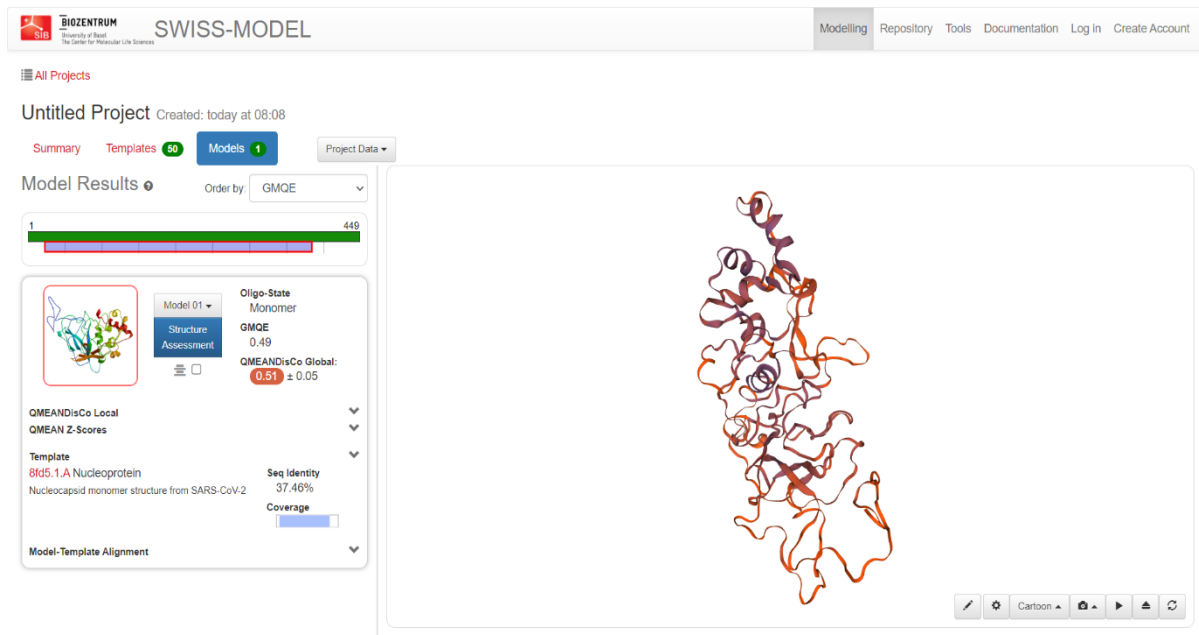 SIB
BIOZENTRUM
University of Basel
The Center for Molecular Life Sciences
SWISS-MODEL
Modelling Repository Tools Documentation Log in Create Account
All Projects
Untitled Project Created: today at 08:08
Summary Templates 50 Models 1 Project Data
Model Results Order by: GMQE
1 449
Model 01
Structure
Assessment
Oligo-State
Monomer
GMQE
0.49
QMEANDisCo Global:
0.51 ± 0.05
QMEANDisCo Local
QMEAN Z-Scores
Template
8fd5.1.A Nucleoprotein
Nucleocapsid monomer structure from SARS-CoV-2
Seq Identity
37.46%
Coverage
Model-Template Alignment
Cartoon